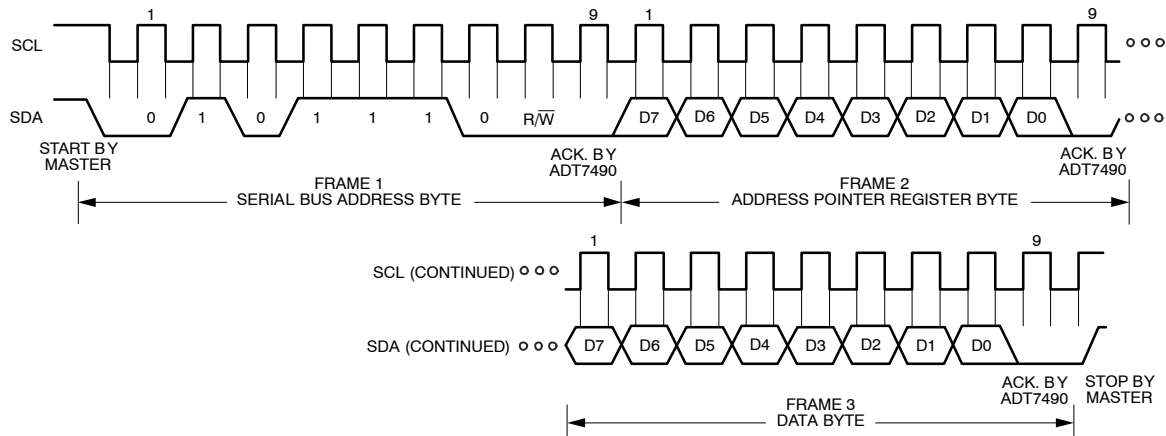 1 9 1 9
SCL
SDA
0 1 0 1 1 1 0 R/W̅ D7 D6 D5 D4 D3 D2 D1 D0
START BY
MASTER
ACK. BY
ADT7490
ACK. BY
ADT7490
FRAME 1
SERIAL BUS ADDRESS BYTE
FRAME 2
ADDRESS POINTER REGISTER BYTE
1 9
SCL (CONTINUED)
SDA (CONTINUED)
D7 D6 D5 D4 D3 D2 D1 D0
ACK. BY
ADT7490
STOP BY
MASTER
FRAME 3
DATA BYTE